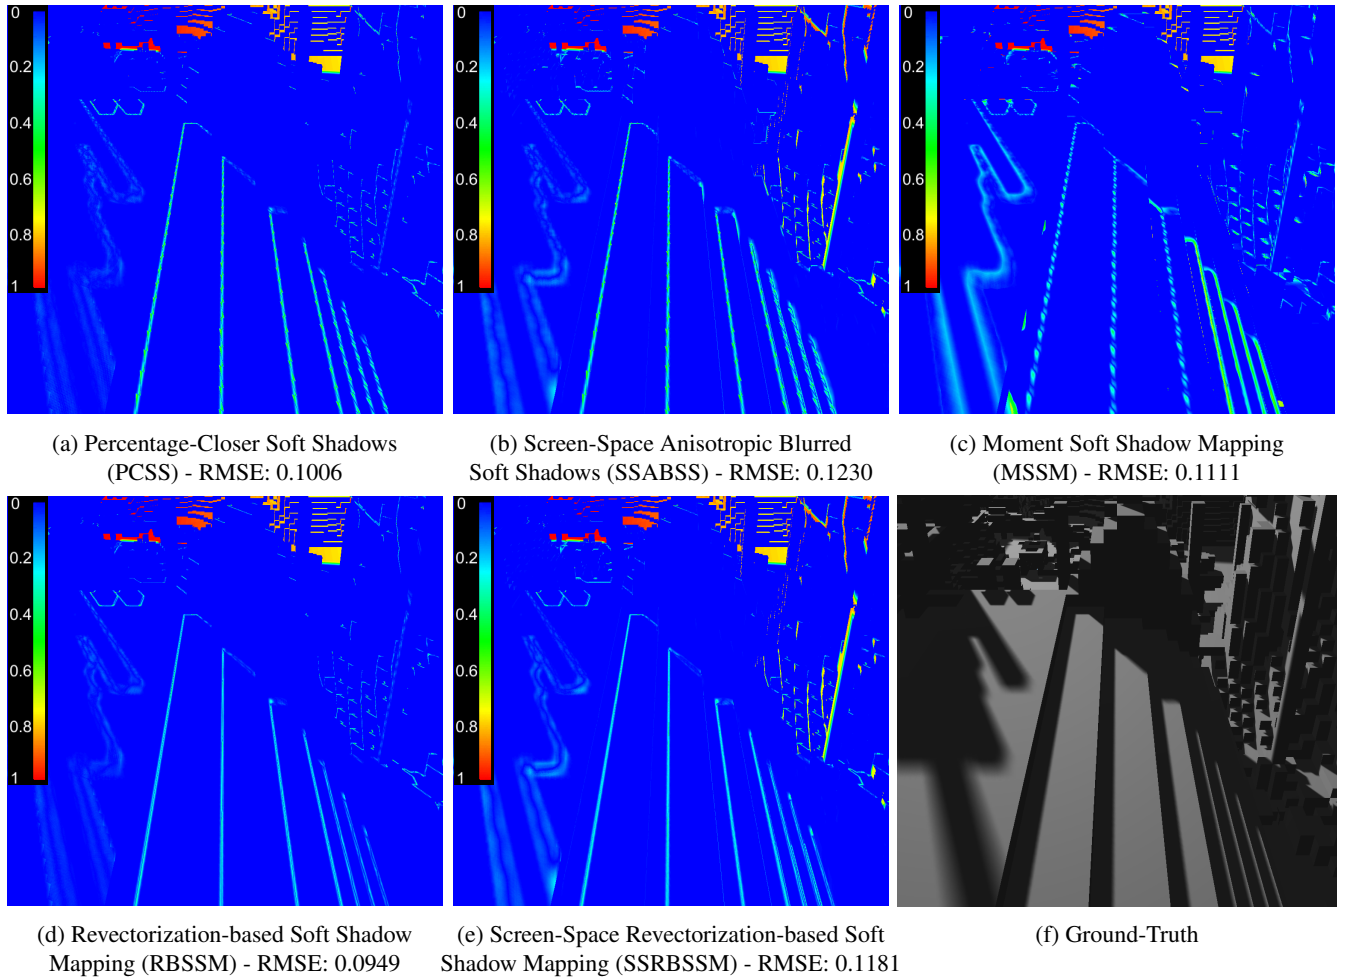 0
0.2
0.4
0.6
0.8
1
0
0.2
0.4
0.6
0.8
1
0
0.2
0.4
0.6
0.8
1
(a) Percentage-Closer Soft Shadows
(PCSS) - RMSE: 0.1006
(b) Screen-Space Anisotropic Blurred
Soft Shadows (SSABSS) - RMSE: 0.1230
(c) Moment Soft Shadow Mapping
(MSSM) - RMSE: 0.1111
0
0.2
0.4
0.6
0.8
1
0
0.2
0.4
0.6
0.8
1
(d) Revectorization-based Soft Shadow
Mapping (RBSSM) - RMSE: 0.0949
(e) Screen-Space Revectorization-based Soft
Shadow Mapping (SSRBSSM) - RMSE: 0.1181
(f) Ground-Truth